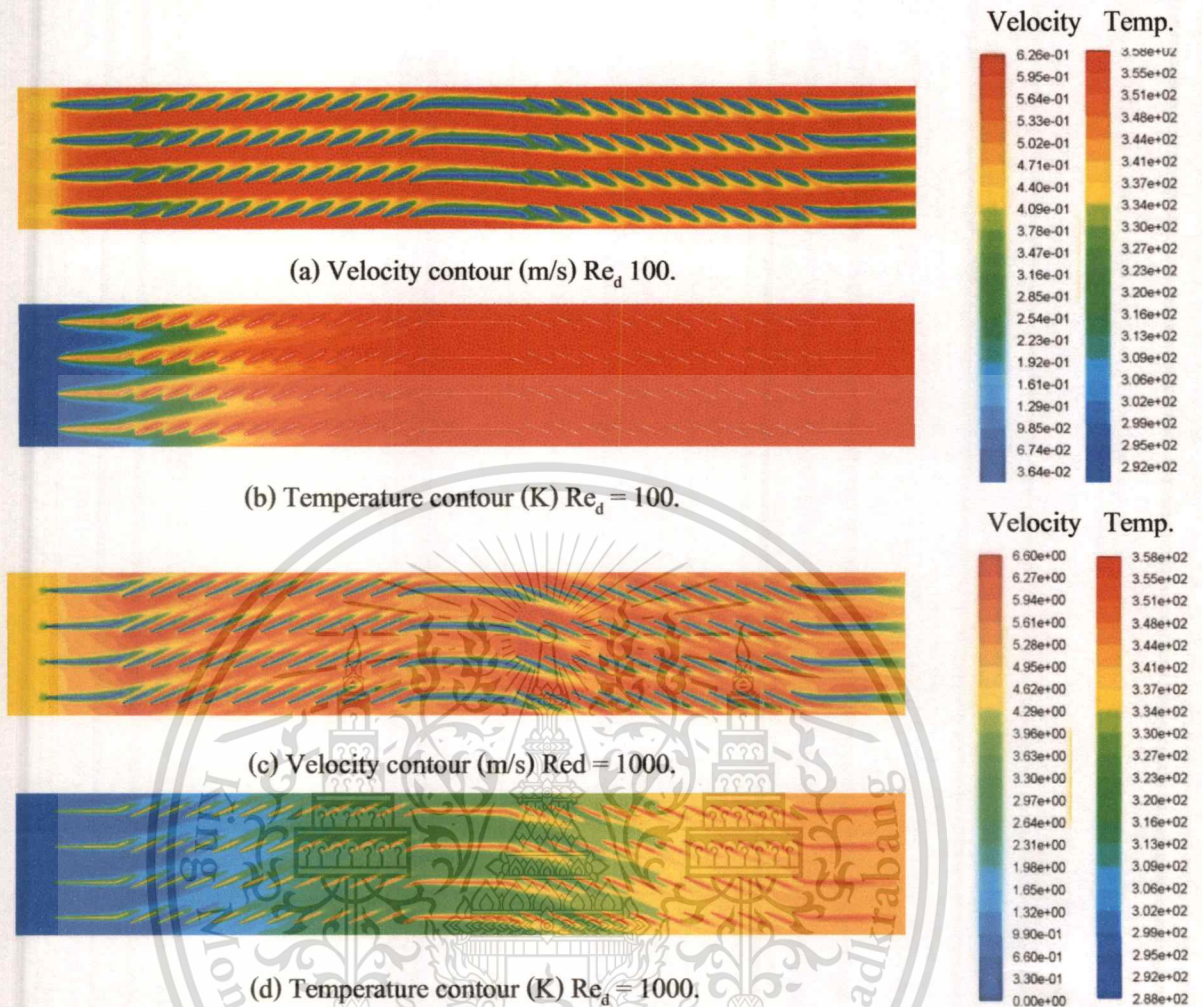 Velocity Temp.
6.26e-01 3.58e+02
5.95e-01 3.55e+02
5.64e-01 3.51e+02
5.33e-01 3.48e+02
5.02e-01 3.44e+02
4.71e-01 3.41e+02
4.40e-01 3.37e+02
4.09e-01 3.34e+02
3.78e-01 3.30e+02
3.47e-01 3.27e+02
3.16e-01 3.23e+02
2.85e-01 3.20e+02
2.54e-01 3.16e+02
2.23e-01 3.13e+02
1.92e-01 3.09e+02
1.61e-01 3.06e+02
1.29e-01 3.02e+02
9.85e-02 2.99e+02
6.74e-02 2.95e+02
3.64e-02 2.92e+02
(a) Velocity contour (m/s) Red 100.
(b) Temperature contour (K) Red = 100.
Velocity Temp.
6.60e+00 3.58e+02
6.27e+00 3.55e+02
5.94e+00 3.51e+02
5.61e+00 3.48e+02
5.28e+00 3.44e+02
4.95e+00 3.41e+02
4.62e+00 3.37e+02
4.29e+00 3.34e+02
3.96e+00 3.30e+02
3.63e+00 3.27e+02
3.30e+00 3.23e+02
2.97e+00 3.20e+02
2.64e+00 3.16e+02
2.31e+00 3.13e+02
1.98e+00 3.09e+02
1.65e+00 3.06e+02
1.32e+00 3.02e+02
9.90e-01 2.99e+02
6.60e-01 2.95e+02
3.30e-01 2.92e+02
0.00e+00 2.88e+02
(c) Velocity contour (m/s) Red = 1000.
(d) Temperature contour (K) Red = 1000.
King Mon
adkrabang